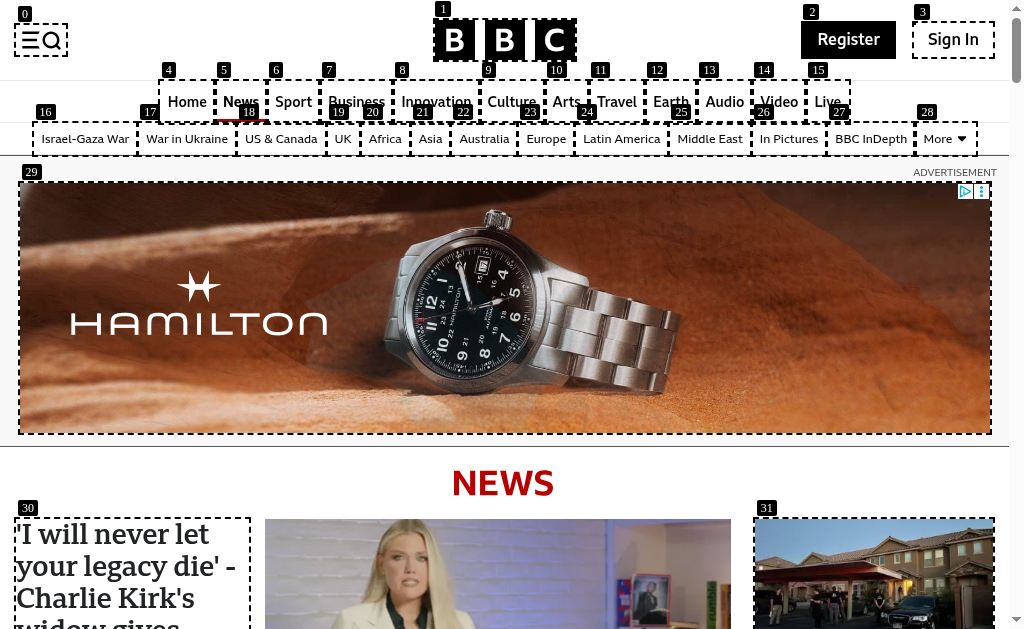 0
1
2
3
BBC
Register
Sign In
4
5
6
7
8
9
10
11
12
13
14
15
Home
News
Sport
Business
Innovation
Culture
Arts
Travel
Earth
Audio
Video
Live
16
17
18
19
20
21
22
23
24
25
26
27
28
Israel-Gaza War
War in Ukraine
US & Canada
UK
Africa
Asia
Australia
Europe
Latin America
Middle East
In Pictures
BBC InDepth
More
29
ADVERTISEMENT
HAMILTON
NEWS
30
31
'I will never let
your legacy die' -
Charlie Kirk's
widow gives